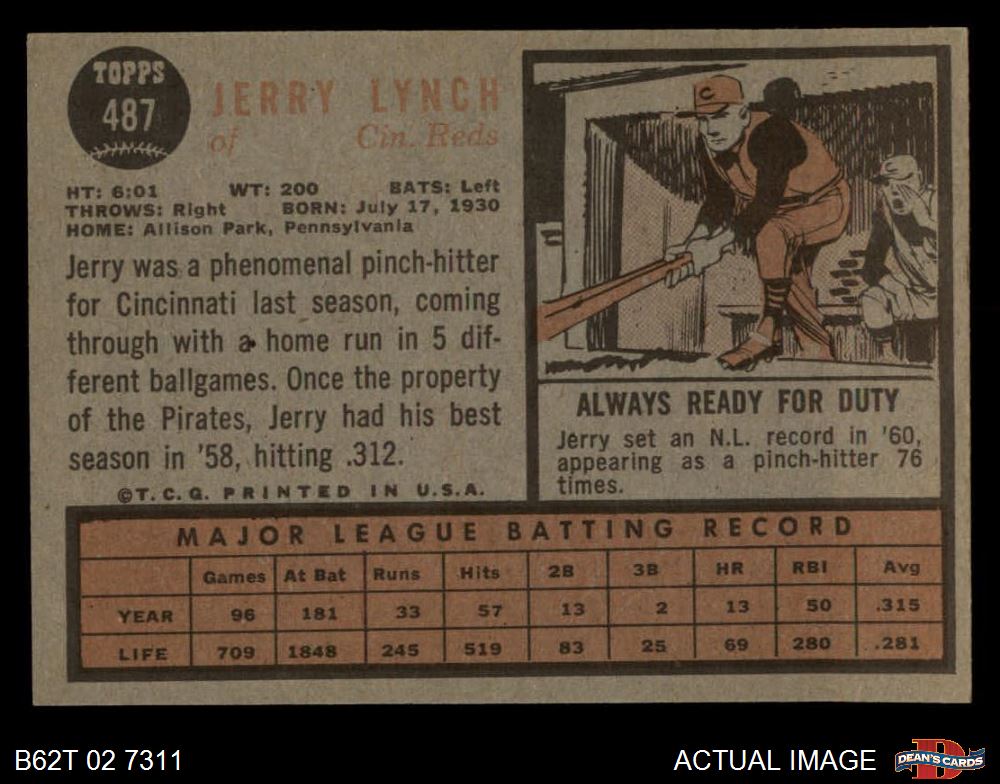 TOPPS
487
JERRY LYNCH
of Cin. Reds
HT: 6:01 WT: 200 BATS: Left
THROWS: Right BORN: July 17, 1930
HOME: Allison Park, Pennsylvania
Jerry was a phenomenal pinch-hitter
for Cincinnati last season, coming
through with a home run in 5 dif-
ferent ballgames. Once the property
of the Pirates, Jerry had his best
season in '58, hitting .312.
©T. C. G. PRINTED IN U.S.A.
C
ALWAYS READY FOR DUTY
Jerry set an N.L. record in '60,
appearing as a pinch-hitter 76
times.
MAJOR LEAGUE BATTING RECORD
Games At Bat Runs Hits 2B 3B HR RBI Avg
YEAR 96 181 33 57 13 2 13 50 .315
LIFE 709 1848 245 519 83 25 69 280 .281
B62T 02 7311
ACTUAL IMAGE
DEAN'S CARDS